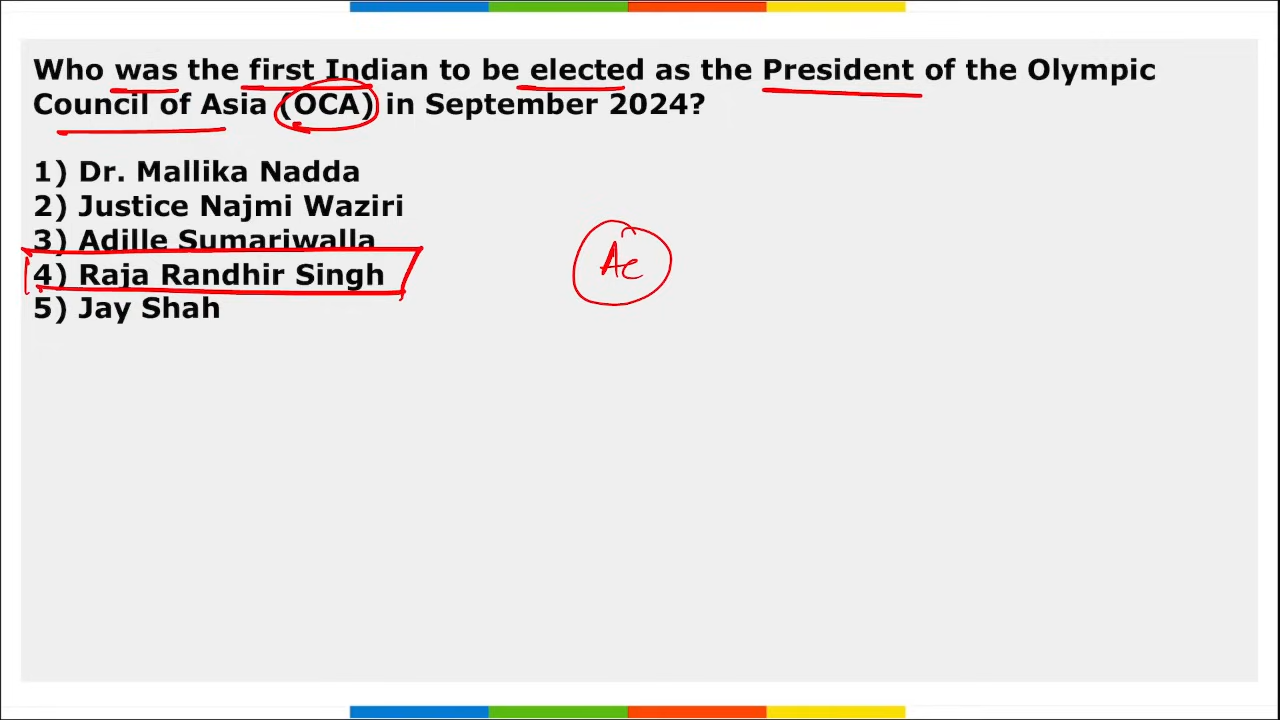 Who was the first Indian to be elected as the President of the Olympic
Council of Asia (OCA) in September 2024?
1) Dr. Mallika Nadda
2) Justice Najmi Waziri
3) Adille Sumariwalla
4) Raja Randhir Singh
5) Jay Shah